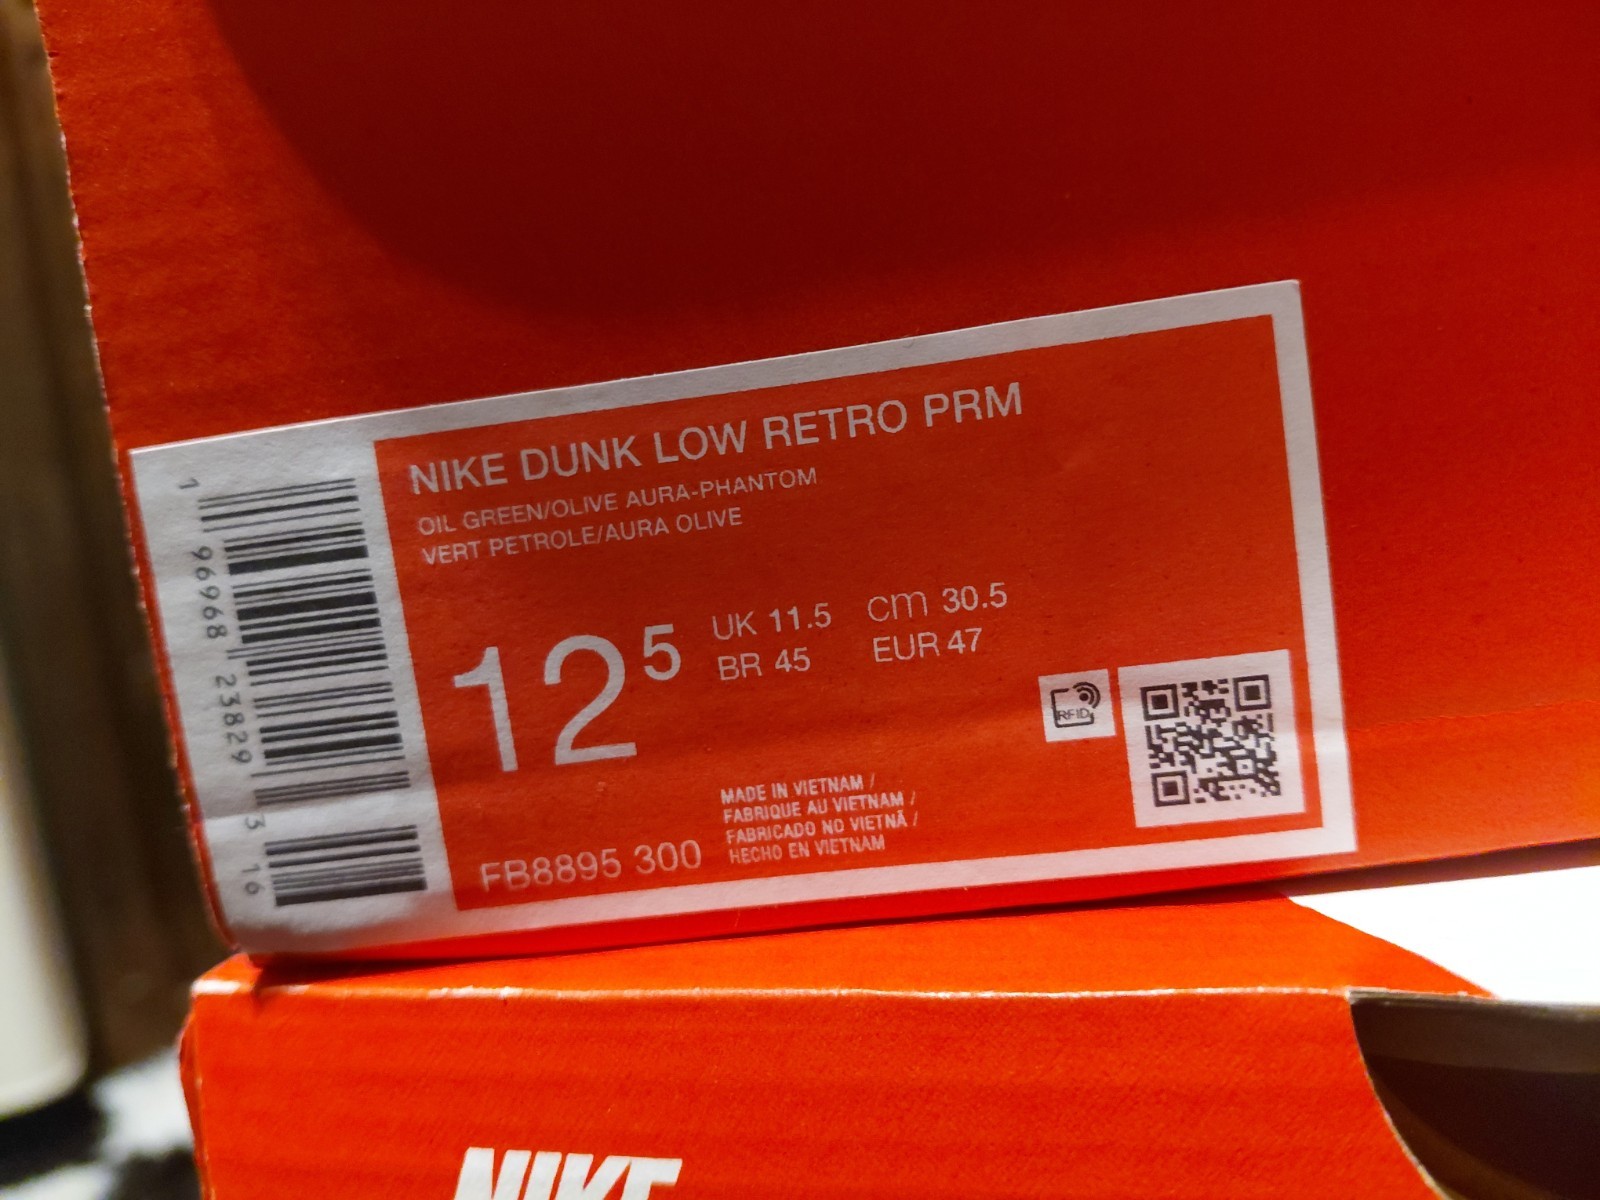 NIKE DUNK LOW RETRO PRM
OIL GREEN/OLIVE AURA-PHANTOM
VERT PETROLE/AURA OLIVE
12 5
UK 11.5 cm 30.5
BR 45 EUR 47
RFID
MADE IN VIETNAM /
FABRIQUE AU VIETNAM /
FABRICADO NO VIETNÃ /
HECHO EN VIETNAM
FB8895 300
1 96968 23829 3 16
NIKE